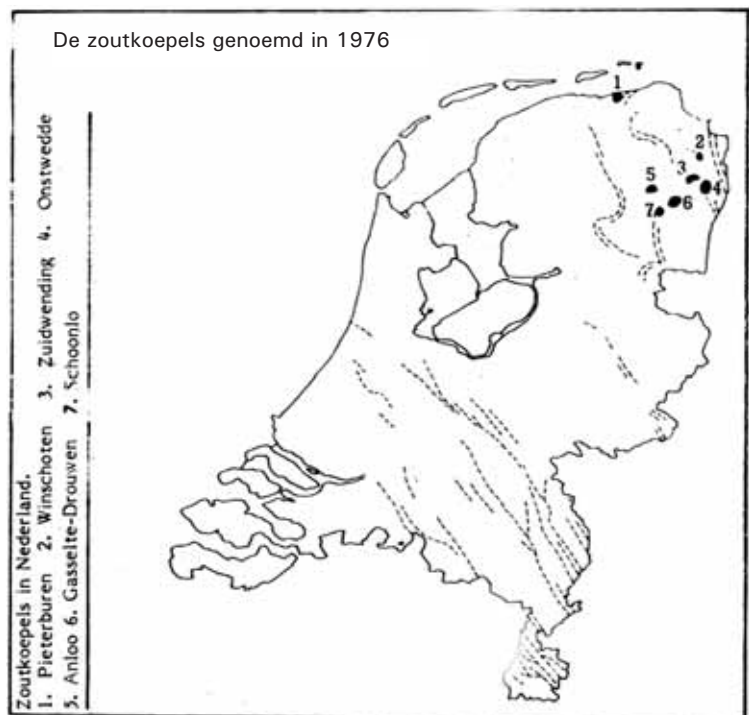 De zoutkoepels genoemd in 1976
Zoutkoepels in Nederland.
1. Pieterburen 2. Winschoten 3. Zuidwending 4. Onstwedde
5. Anloo 6. Gasselte-Drouwen 7. Schoonlo
1
2
3
4
5
6
7